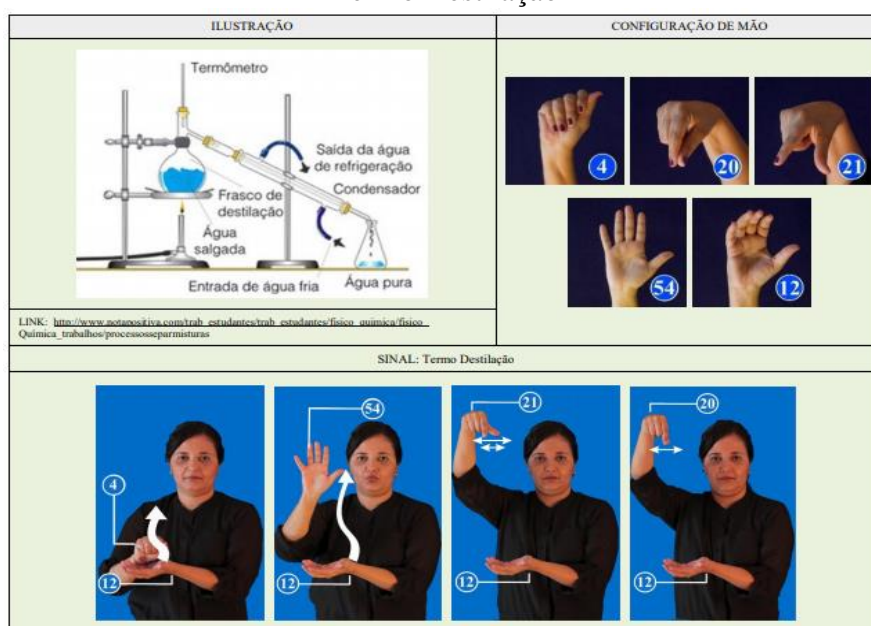 ILUSTRAÇÃO
CONFIGURAÇÃO DE MÃO
Termômetro
Saída da água
de refrigeração
Condensador
Frasco de
destilação
Água
salgada
Entrada de água fria
Água pura
4
20
21
54
12
LINK: http://www.notapositiva.com/trab_estudantes/trab_estudantes/fisico_quimica/fisico_
Química_trabalhos/processosseparmisturas
SINAL: Termo Destilação
4
12
54
12
21
12
20
12